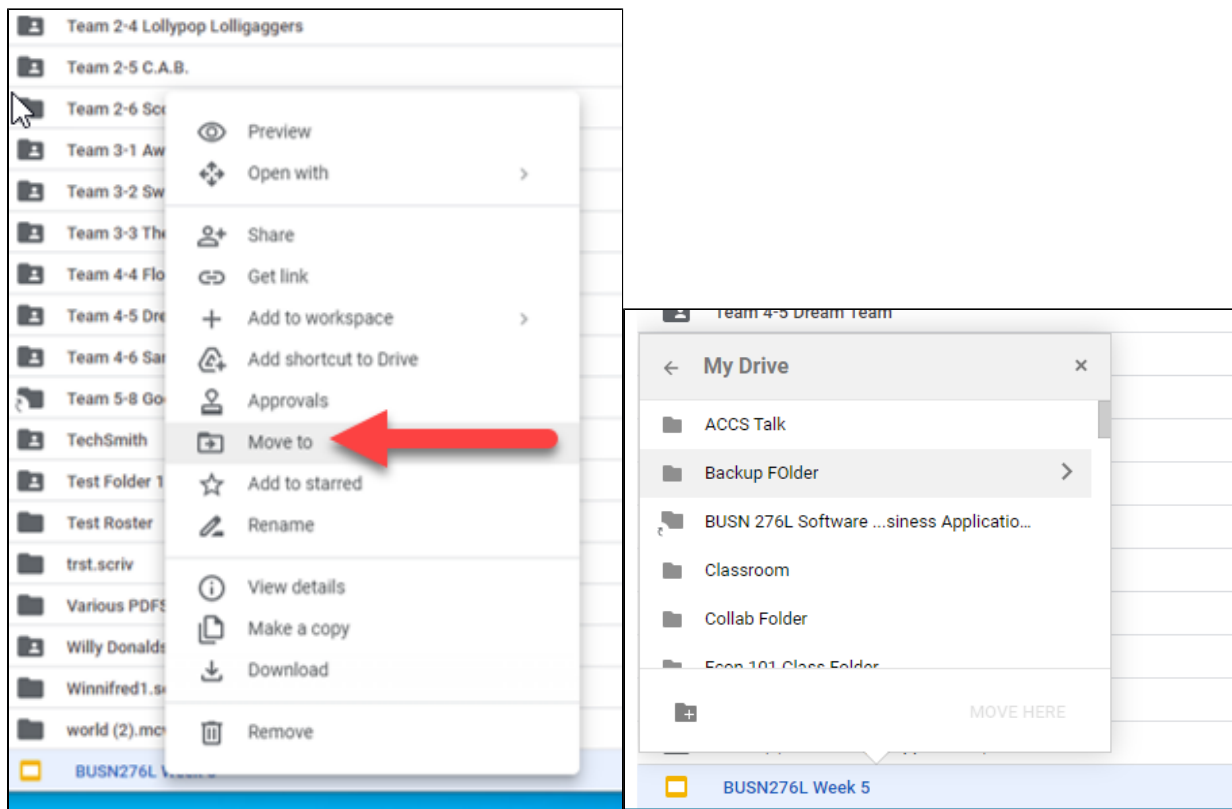 Team 2-4 Lollypop Lolligaggers
Team 2-5 C.A.B.
Team 2-6
Team 3-1
Team 3-2 Sw
Team 3-3 The
Team 4-4 Flo
Team 4-5 Dre
Team 4-6
Team 5-8
TechSmith
Test Folder 1
Test Roster
trst.scriv
Various PDFS
Willy Donalds
Winnifred1.s
world (2).mc
BUSN276L
Preview
Open with
Share
Get link
Add to workspace
Add shortcut to Drive
Approvals
Move to
Add to starred
Rename
View details
Make a copy
Download
Remove
Team 4-5 Dream Team
My Drive
ACCS Talk
Backup FOlder
BUSN 276L Software ...siness Applicatio...
Classroom
Collab Folder
Econ 101 Class Folder
MOVE HERE
BUSN276L Week 5